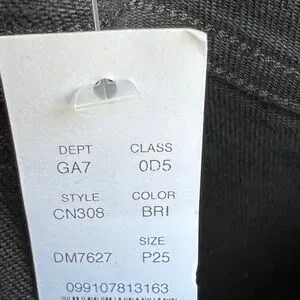 DEPT CLASS
GA7 0D5
STYLE COLOR
CN308 BRI
SIZE
DM7627 P25
099107813163